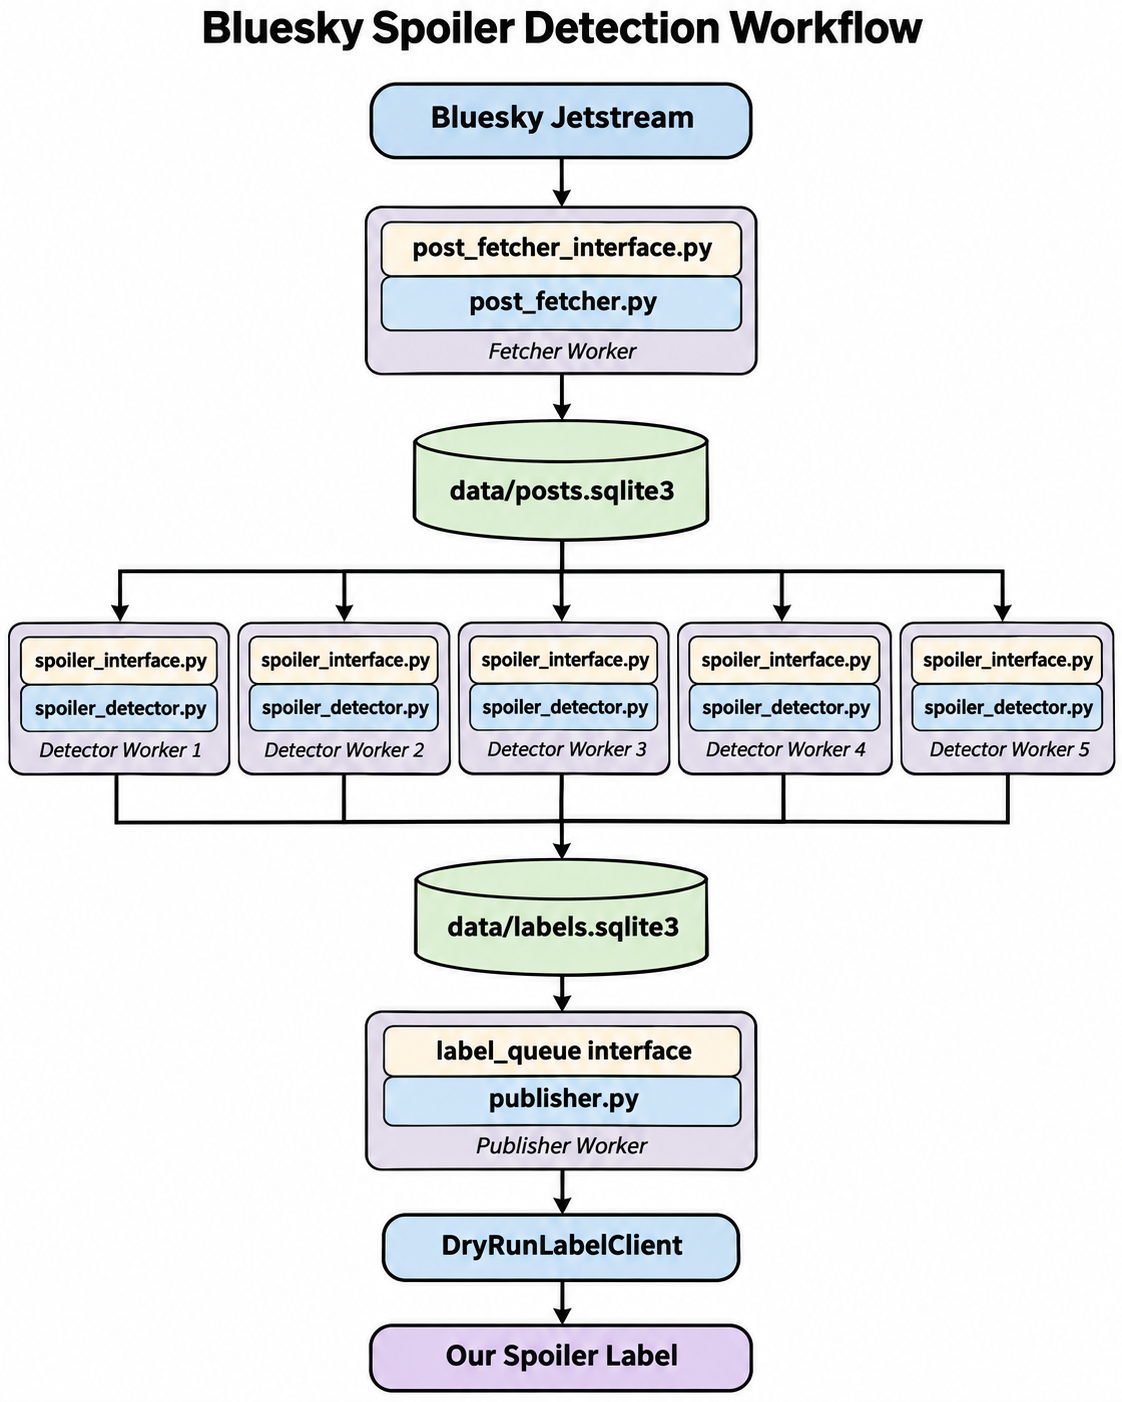 Bluesky Spoiler Detection Workflow
Bluesky Jetstream
post_fetcher_interface.py
post_fetcher.py
Fetcher Worker
data/posts.sqlite3
spoiler_interface.py
spoiler_detector.py
Detector Worker 1
spoiler_interface.py
spoiler_detector.py
Detector Worker 2
spoiler_interface.py
spoiler_detector.py
Detector Worker 3
spoiler_interface.py
spoiler_detector.py
Detector Worker 4
spoiler_interface.py
spoiler_detector.py
Detector Worker 5
data/labels.sqlite3
label_queue interface
publisher.py
Publisher Worker
DryRunLabelClient
Our Spoiler Label